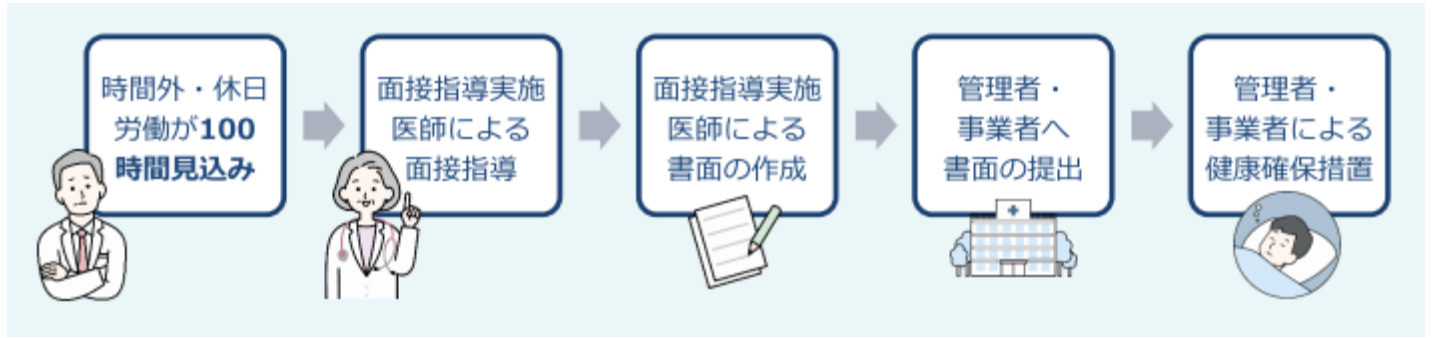 時間外・休日
労働が100
時間見込み
面接指導実施
医師による
面接指導
面接指導実施
医師による
書面の作成
管理者・
事業者へ
書面の提出
管理者・
事業者による
健康確保措置